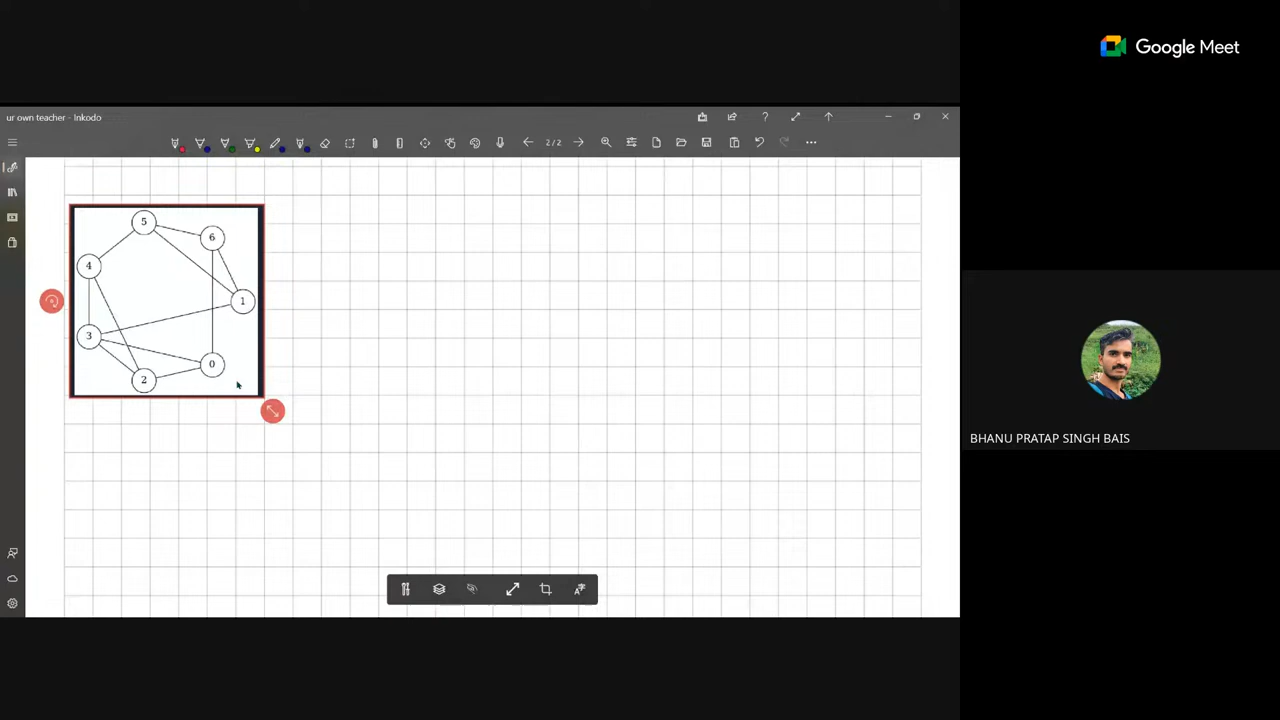 Google Meet
ur own teacher - Inkodo
2/2
5
6
4
1
3
0
2
BHANU PRATAP SINGH BAIS